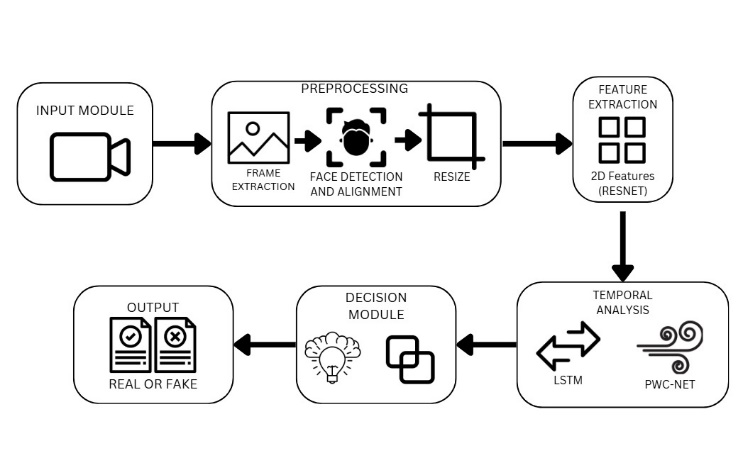 INPUT MODULE
PREPROCESSING
FRAME
EXTRACTION
FACE DETECTION
AND ALIGNMENT
RESIZE
FEATURE
EXTRACTION
2D Features
(RESNET)
TEMPORAL
ANALYSIS
LSTM
PWC-NET
DECISION
MODULE
OUTPUT
REAL OR FAKE